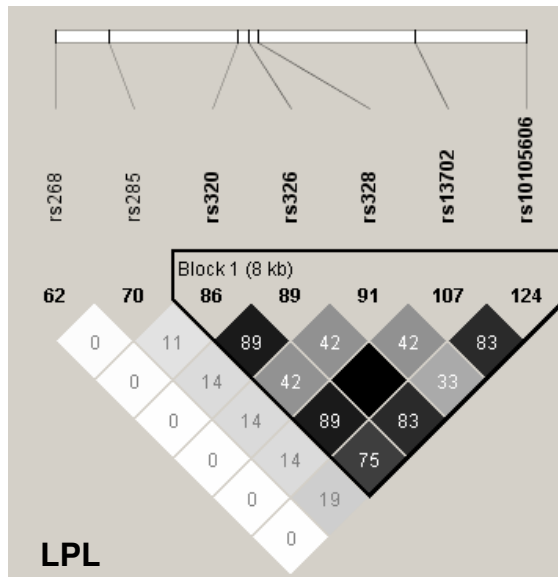 rs268 rs285 rs320 rs326 rs328 rs13702 rs10105606
Block 1 (8 kb)
62 70 86 89 91 107 124
0 11 89 42 42 83
0 14 42 33
0 14 89 83
0 14 75
0 19
0
LPL